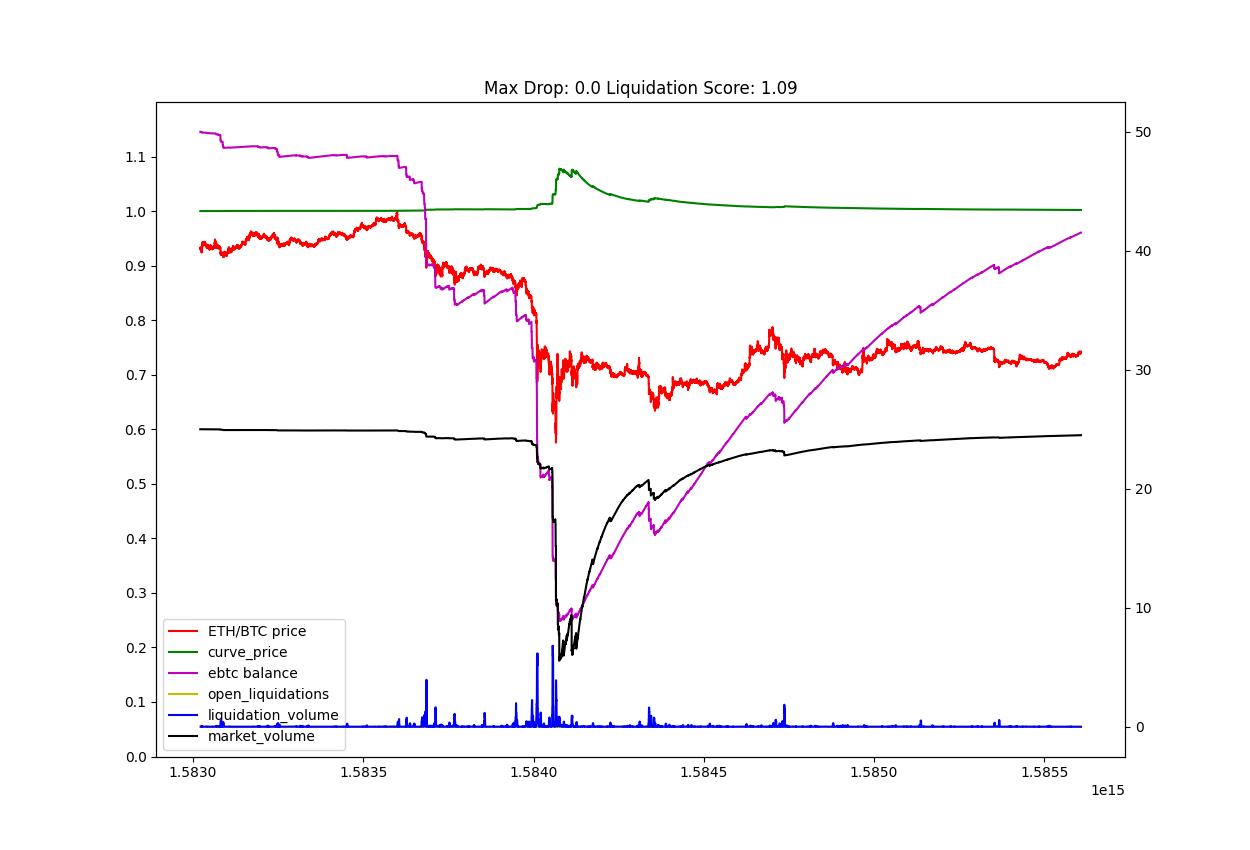 Max Drop: 0.0 Liquidation Score: 1.09
1.1
1.0
0.9
0.8
0.7
0.6
0.5
0.4
0.3
0.2
0.1
0.0
50
40
30
20
10
0
ETH/BTC price
curve_price
ebtc balance
open_liquidations
liquidation_volume
market_volume
1.5830 1.5835 1.5840 1.5845 1.5850 1.5855
1e15